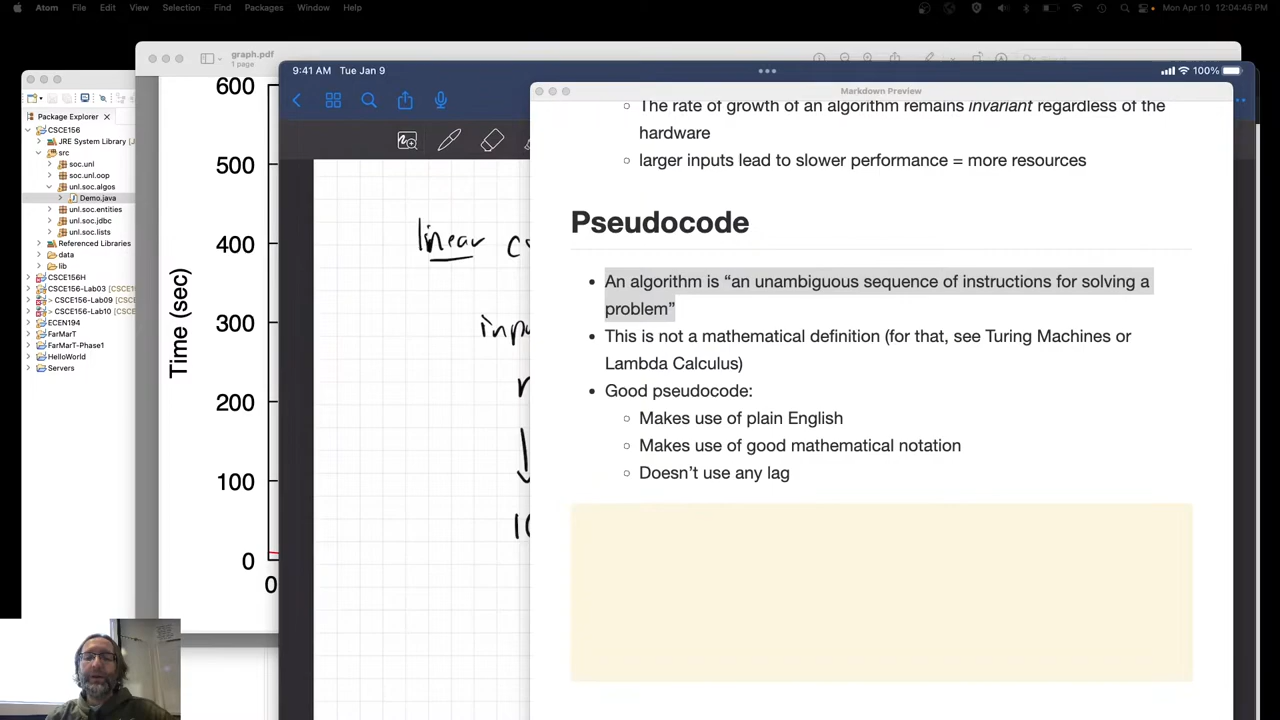 Atom File Edit View Selection Find Packages Window Help
Mon Apr 10 12:04:45 PM
graph.pdf
1 page
600
500
400
300
200
100
0
0
Time (sec)
Package Explorer
CSCE156
JRE System Library [J
src
soc.unl
soc.unl.oop
unl.soc.algos
Demo.java
unl.soc.entities
unl.soc.jdbc
unl.soc.lists
Referenced Libraries
data
lib
CSCE156H
CSCE156-Lab03 [
> CSCE156-Lab09 [
> CSCE156-Lab10 [
ECEN194
FarMarT
FarMarT-Phase1
HelloWorld
Servers
9:41 AM Tue Jan 9
100%
linear c
inpu
n
10
Markdown Preview
The rate of growth of an algorithm remains invariant regardless of the
hardware
larger inputs lead to slower performance = more resources
Pseudocode
An algorithm is “an unambiguous sequence of instructions for solving a
problem”
This is not a mathematical definition (for that, see Turing Machines or
Lambda Calculus)
Good pseudocode:
Makes use of plain English
Makes use of good mathematical notation
Doesn’t use any lag